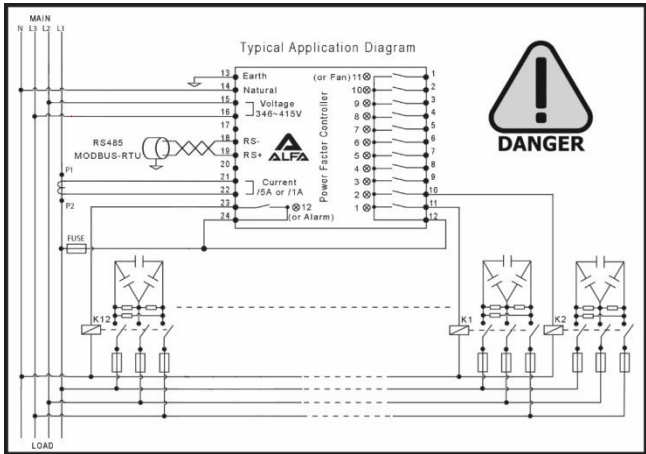 MAIN
N L3 L2 L1
Typical Application Diagram
13 Earth (or Fan)11 1
14 Natural 10 2
15 Voltage 9 3
16 346~415V 8 4
17 7 5
RS485 18 RS- 6 6
MODBUS-RTU 19 RS+ ALFA 5 7
20 4 8
P1 21 Current 3 9
22 /5A or /1A 2 10
P2 23 12 1 11
24 (or Alarm) 12
Power Factor Controller
DANGER
FUSE
K12 K1 K2
LOAD